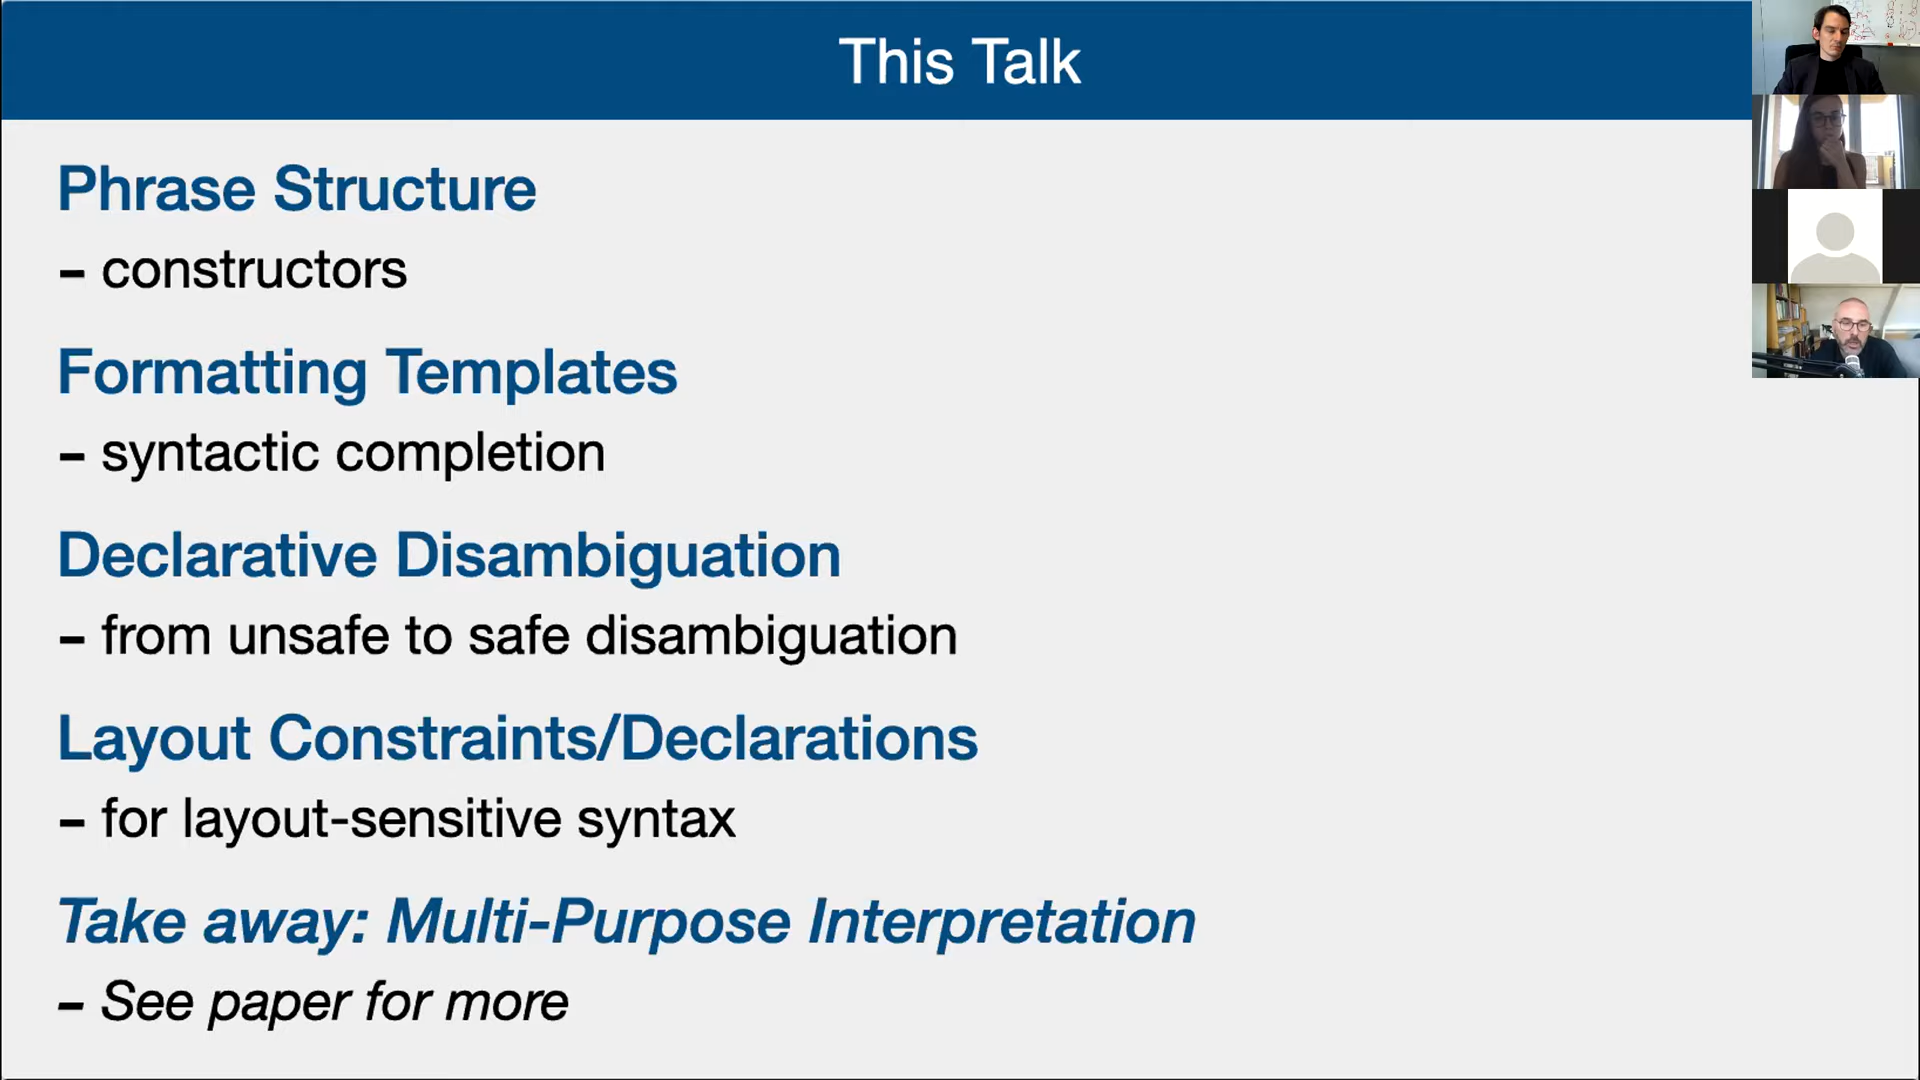 This Talk
Phrase Structure
– constructors
Formatting Templates
– syntactic completion
Declarative Disambiguation
– from unsafe to safe disambiguation
Layout Constraints/Declarations
– for layout-sensitive syntax
Take away: Multi-Purpose Interpretation
– See paper for more